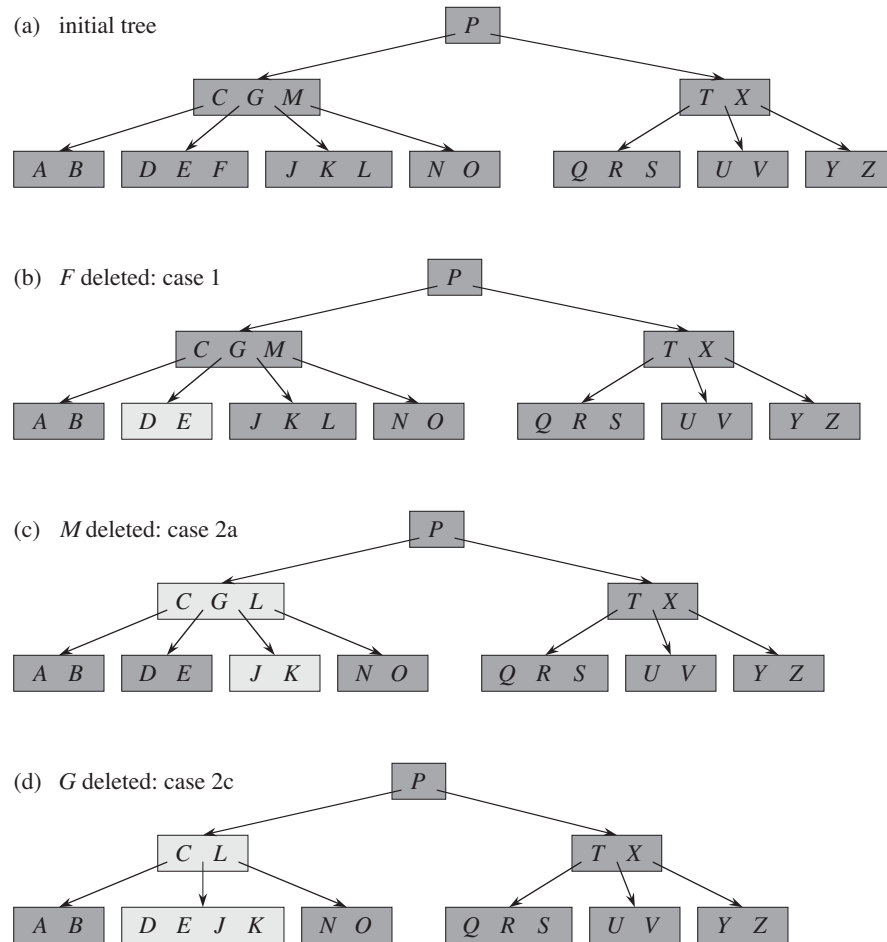 (a) initial tree
P
C G M
T X
A B
D E F
J K L
N O
Q R S
U V
Y Z
(b) F deleted: case 1
P
C G M
T X
A B
D E
J K L
N O
Q R S
U V
Y Z
(c) M deleted: case 2a
P
C G L
T X
A B
D E
J K
N O
Q R S
U V
Y Z
(d) G deleted: case 2c
P
C L
T X
A B
D E J K
N O
Q R S
U V
Y Z